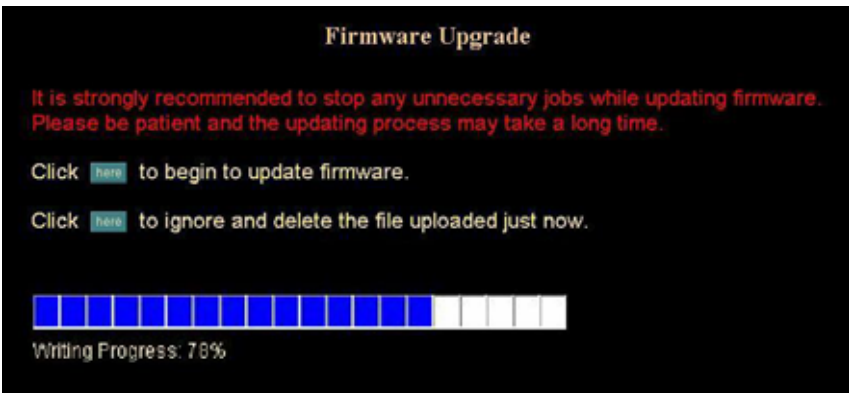 Firmware Upgrade
It is strongly recommended to stop any unnecessary jobs while updating firmware.
Please be patient and the updating process may take a long time.
Click here to begin to update firmware.
Click here to ignore and delete the file uploaded just now.
Writing Progress: 78%